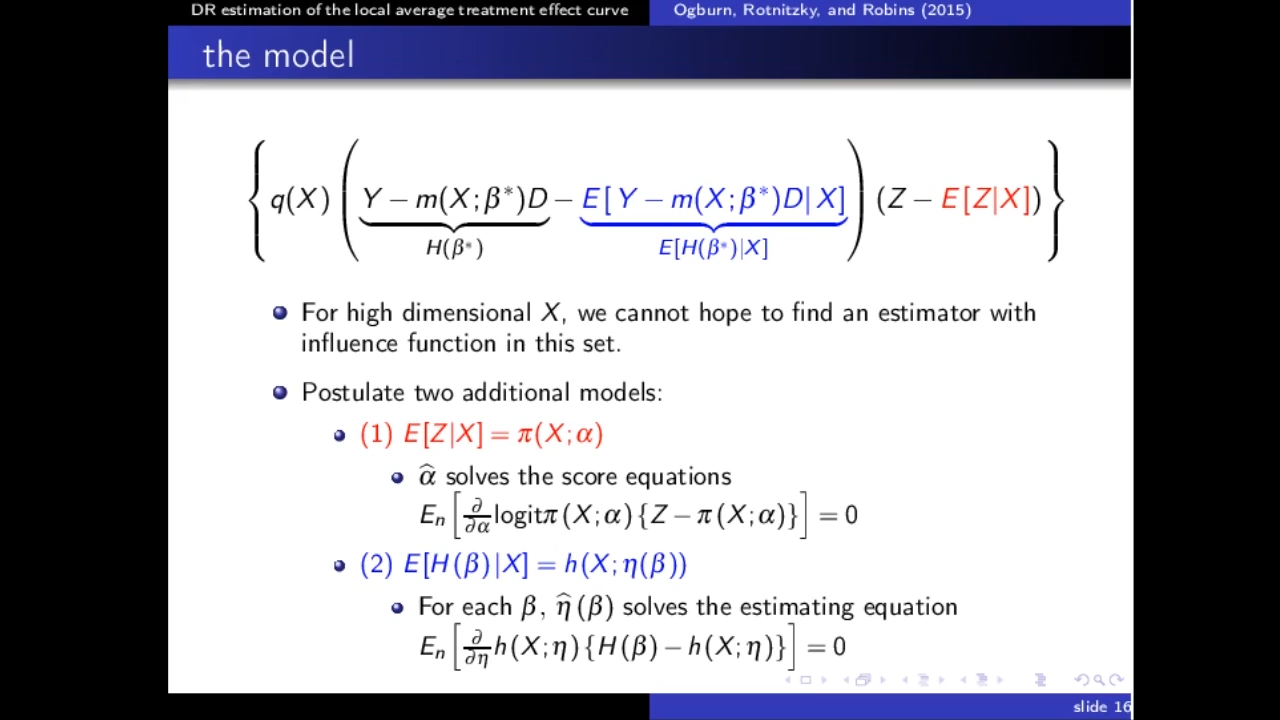 DR estimation of the local average treatment effect curve Ogburn, Rotnitzky, and Robins (2015)
the model
{ q(X) ( Y − m(X;β*)D − E[Y − m(X;β*)D|X] ) (Z − E[Z|X]) }
H(β*) E[H(β*)|X]
For high dimensional X, we cannot hope to find an estimator with
influence function in this set.
Postulate two additional models:
(1) E[Z|X] = π(X;α)
α̂ solves the score equations
Eₙ[∂/∂α logitπ(X;α){Z − π(X;α)}] = 0
(2) E[H(β)|X] = h(X;η(β))
For each β, η̂(β) solves the estimating equation
Eₙ[∂/∂η h(X;η){H(β) − h(X;η)}] = 0
slide 16